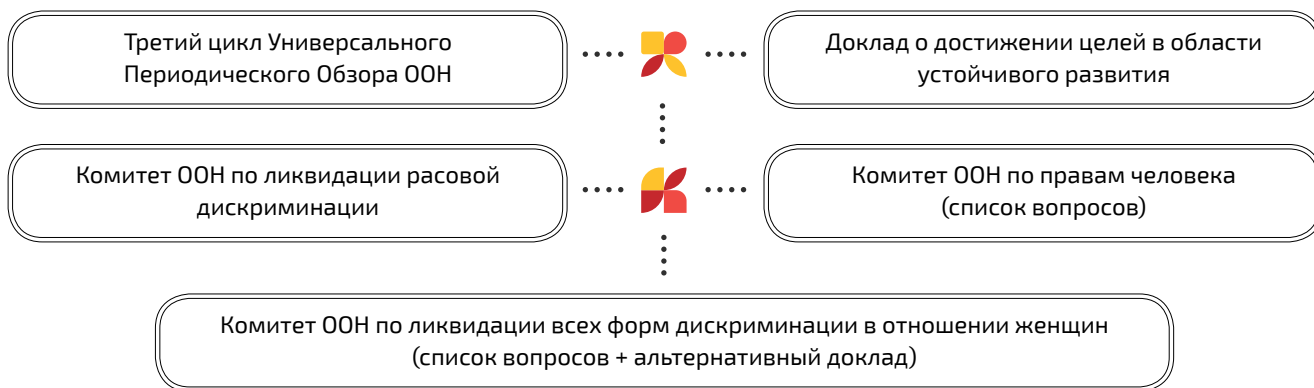 Третий цикл Универсального
Периодического Обзора ООН
Доклад о достижении целей в области
устойчивого развития
Комитет ООН по ликвидации расовой
дискриминации
Комитет ООН по правам человека
(список вопросов)
Комитет ООН по ликвидации всех форм дискриминации в отношении женщин
(список вопросов + альтернативный доклад)